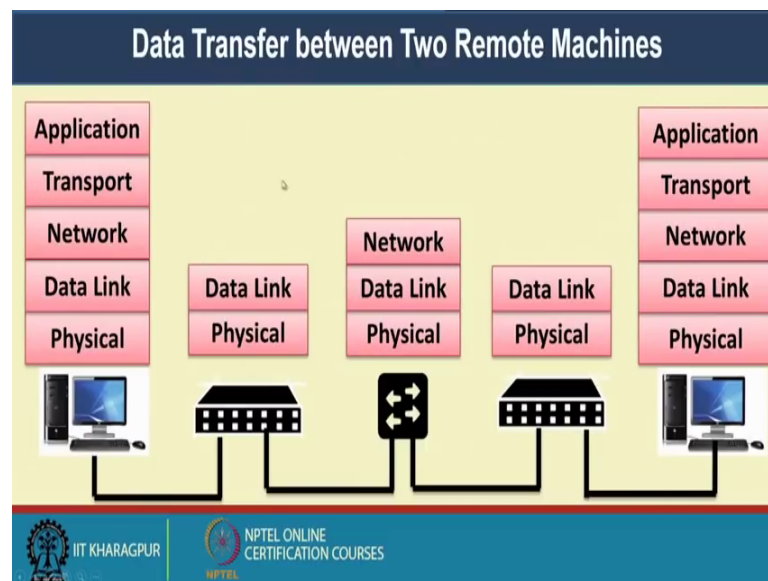 Data Transfer between Two Remote Machines
Application
Transport
Network
Data Link
Physical
Data Link
Physical
Network
Data Link
Physical
Data Link
Physical
Application
Transport
Network
Data Link
Physical
IIT KHARAGPUR
NPTEL
NPTEL ONLINE
CERTIFICATION COURSES